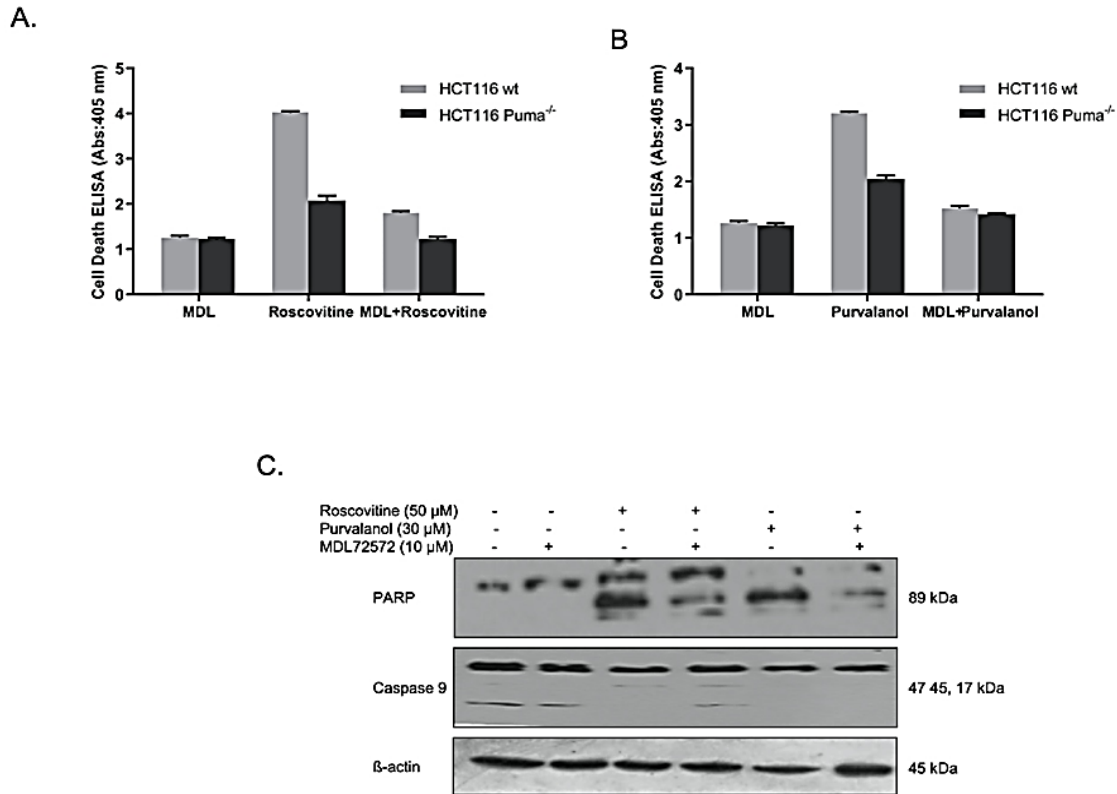 A.
Cell Death ELISA (Abs:405 nm)
5
4
3
2
1
0
HCT116 wt
HCT116 Puma-/-
MDL
Roscovitine
MDL+Roscovitine
B
Cell Death ELISA (Abs:405 nm)
4
3
2
1
0
HCT116 wt
HCT116 Puma-/-
MDL
Purvalanol
MDL+Purvalanol
C.
Roscovitine (50 µM) - - + + - -
Purvalanol (30 µM) - - - - + +
MDL72572 (10 µM) - + - + - +
PARP
89 kDa
Caspase 9
47 45, 17 kDa
ß-actin
45 kDa